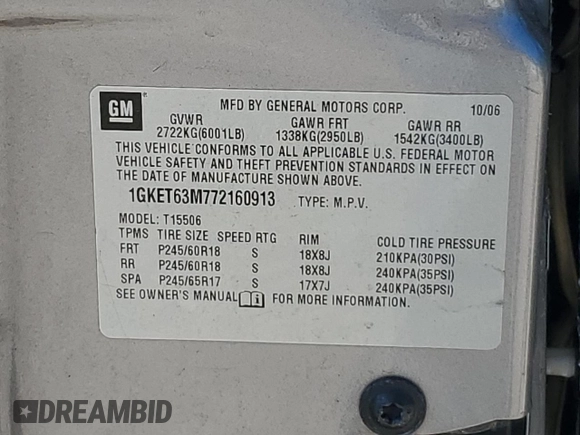 GM MFD BY GENERAL MOTORS CORP. 10/06
GVWR GAWR FRT GAWR RR
2722KG(6001LB) 1338KG(2950LB) 1542KG(3400LB)
THIS VEHICLE CONFORMS TO ALL APPLICABLE U.S. FEDERAL MOTOR
VEHICLE SAFETY AND THEFT PREVENTION STANDARDS IN EFFECT ON
THE DATE OF MANUFACTURE SHOWN ABOVE.
1GKET63M772160913 TYPE: M.P.V.
MODEL: T15506
TPMS TIRE SIZE SPEED RTG RIM COLD TIRE PRESSURE
FRT P245/60R18 S 18X8J 210KPA(30PSI)
RR P245/60R18 S 18X8J 240KPA(35PSI)
SPA P245/65R17 S 17X7J 240KPA(35PSI)
SEE OWNER'S MANUAL FOR MORE INFORMATION.
DREAMBID